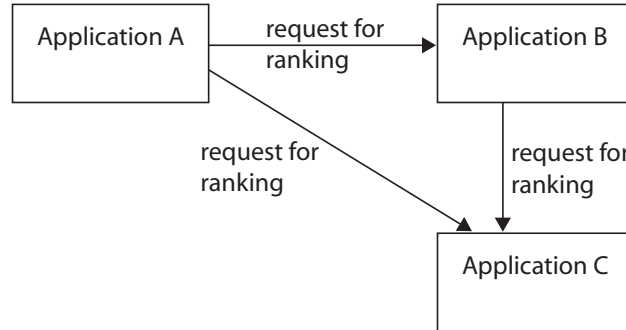 Application A
request for
ranking
Application B
request for
ranking
request for
ranking
Application C